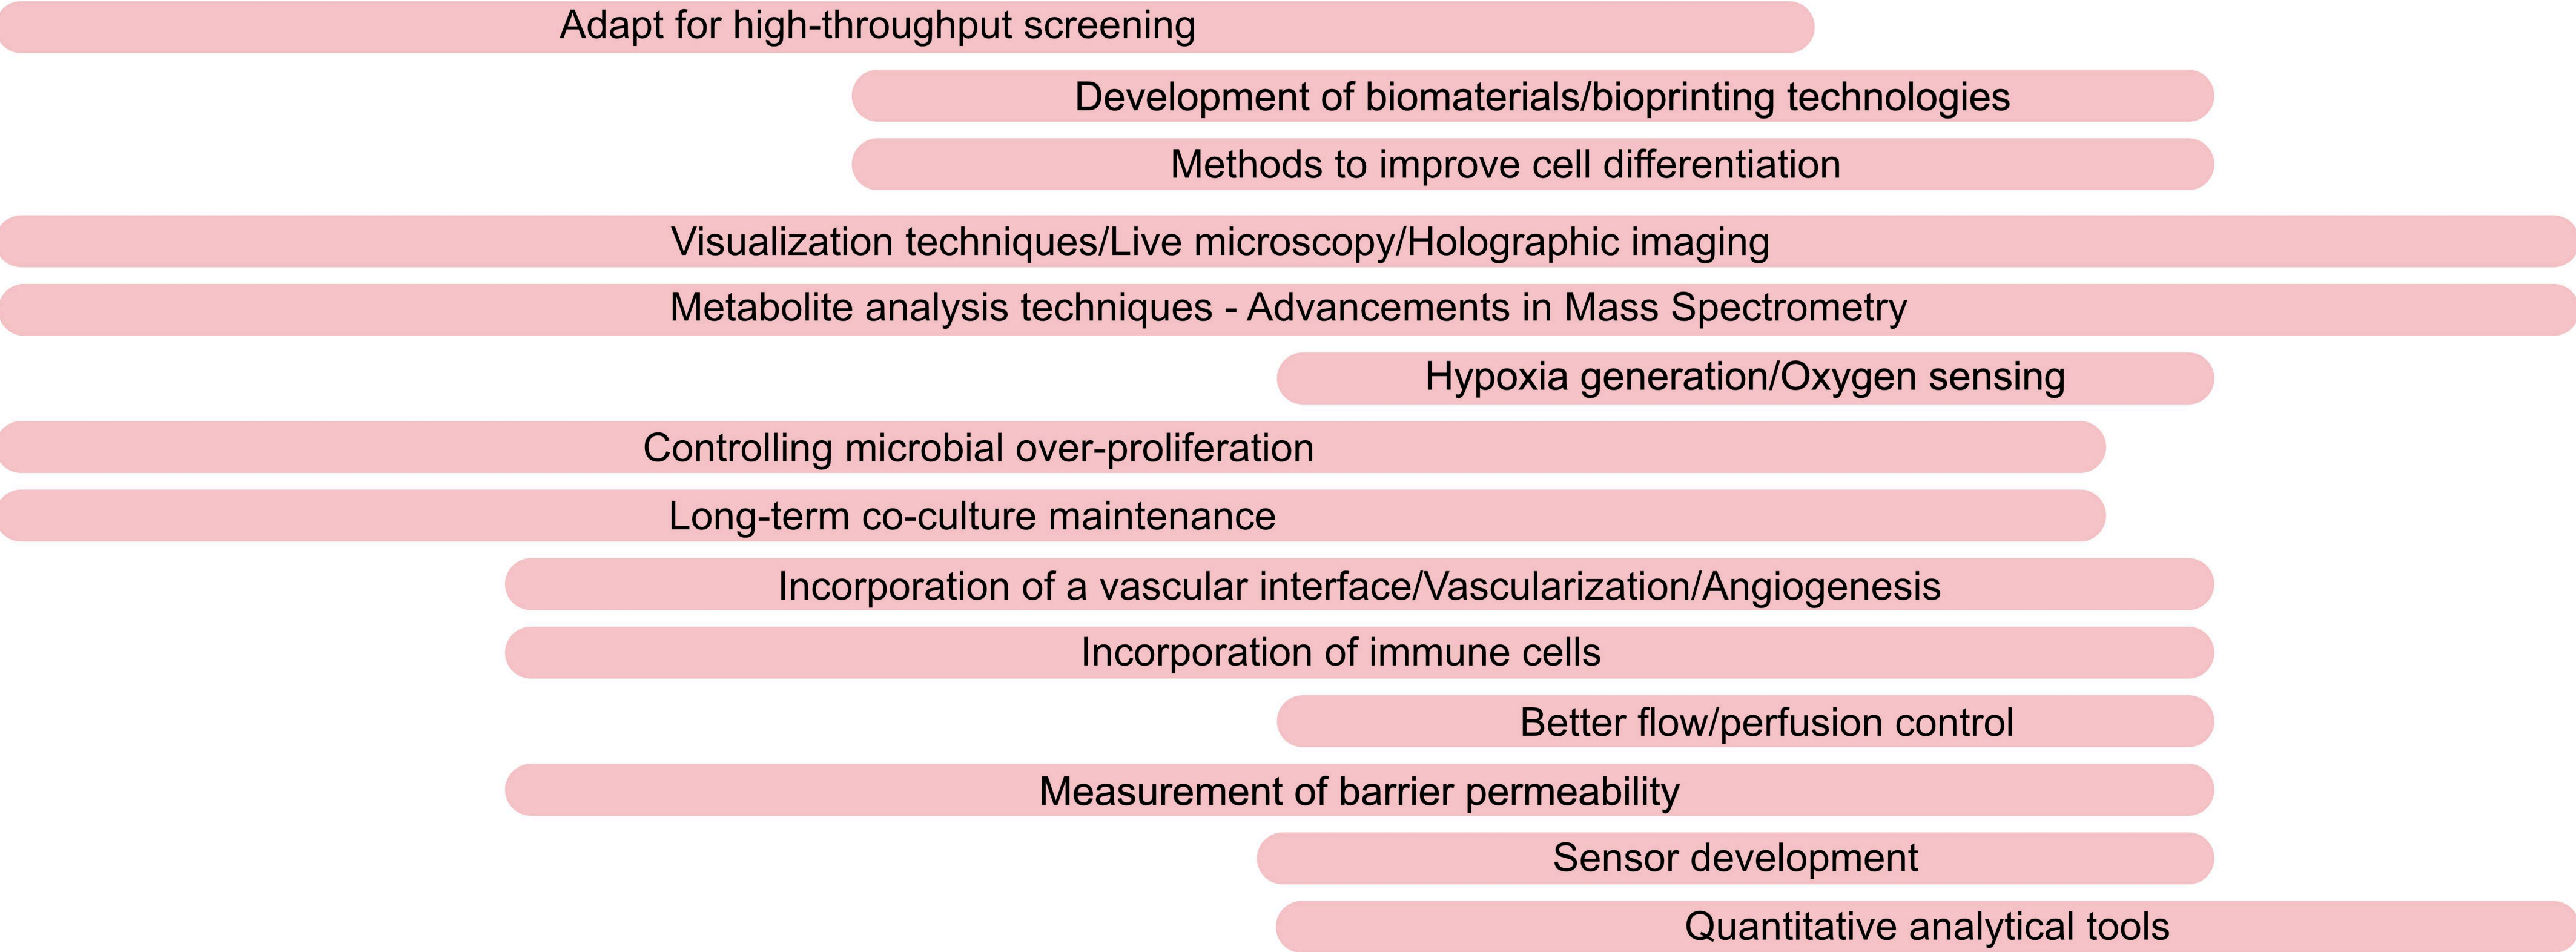 Adapt for high-throughput screening
Development of biomaterials/bioprinting technologies
Methods to improve cell differentiation
Visualization techniques/Live microscopy/Holographic imaging
Metabolite analysis techniques - Advancements in Mass Spectrometry
Hypoxia generation/Oxygen sensing
Controlling microbial over-proliferation
Long-term co-culture maintenance
Incorporation of a vascular interface/Vascularization/Angiogenesis
Incorporation of immune cells
Better flow/perfusion control
Measurement of barrier permeability
Sensor development
Quantitative analytical tools